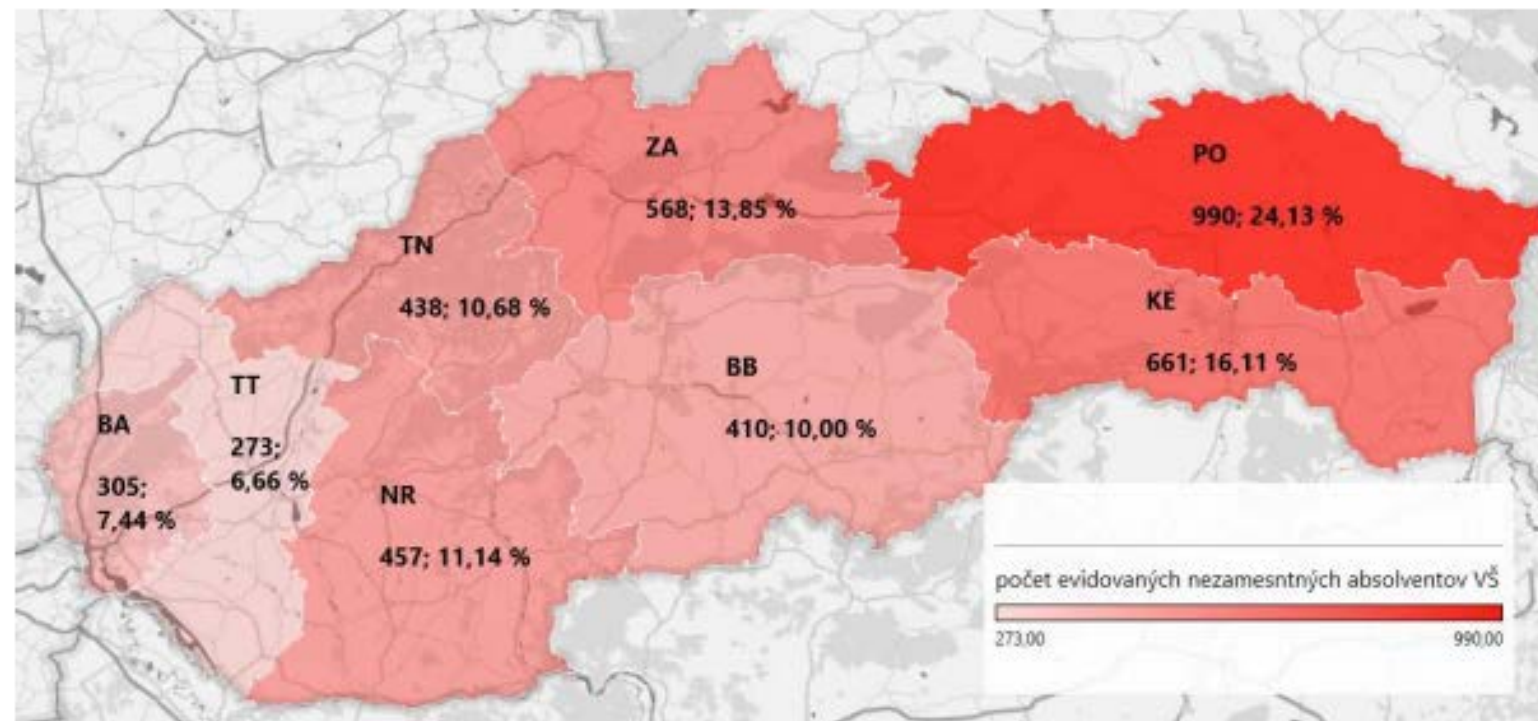 ZA
568; 13,85 %
PO
990; 24,13 %
TN
438; 10,68 %
KE
661; 16,11 %
BB
410; 10,00 %
TT
273;
6,66 %
BA
305;
7,44 %
NR
457; 11,14 %
počet evidovaných nezamesntných absolventov VŠ
273,00
990,00